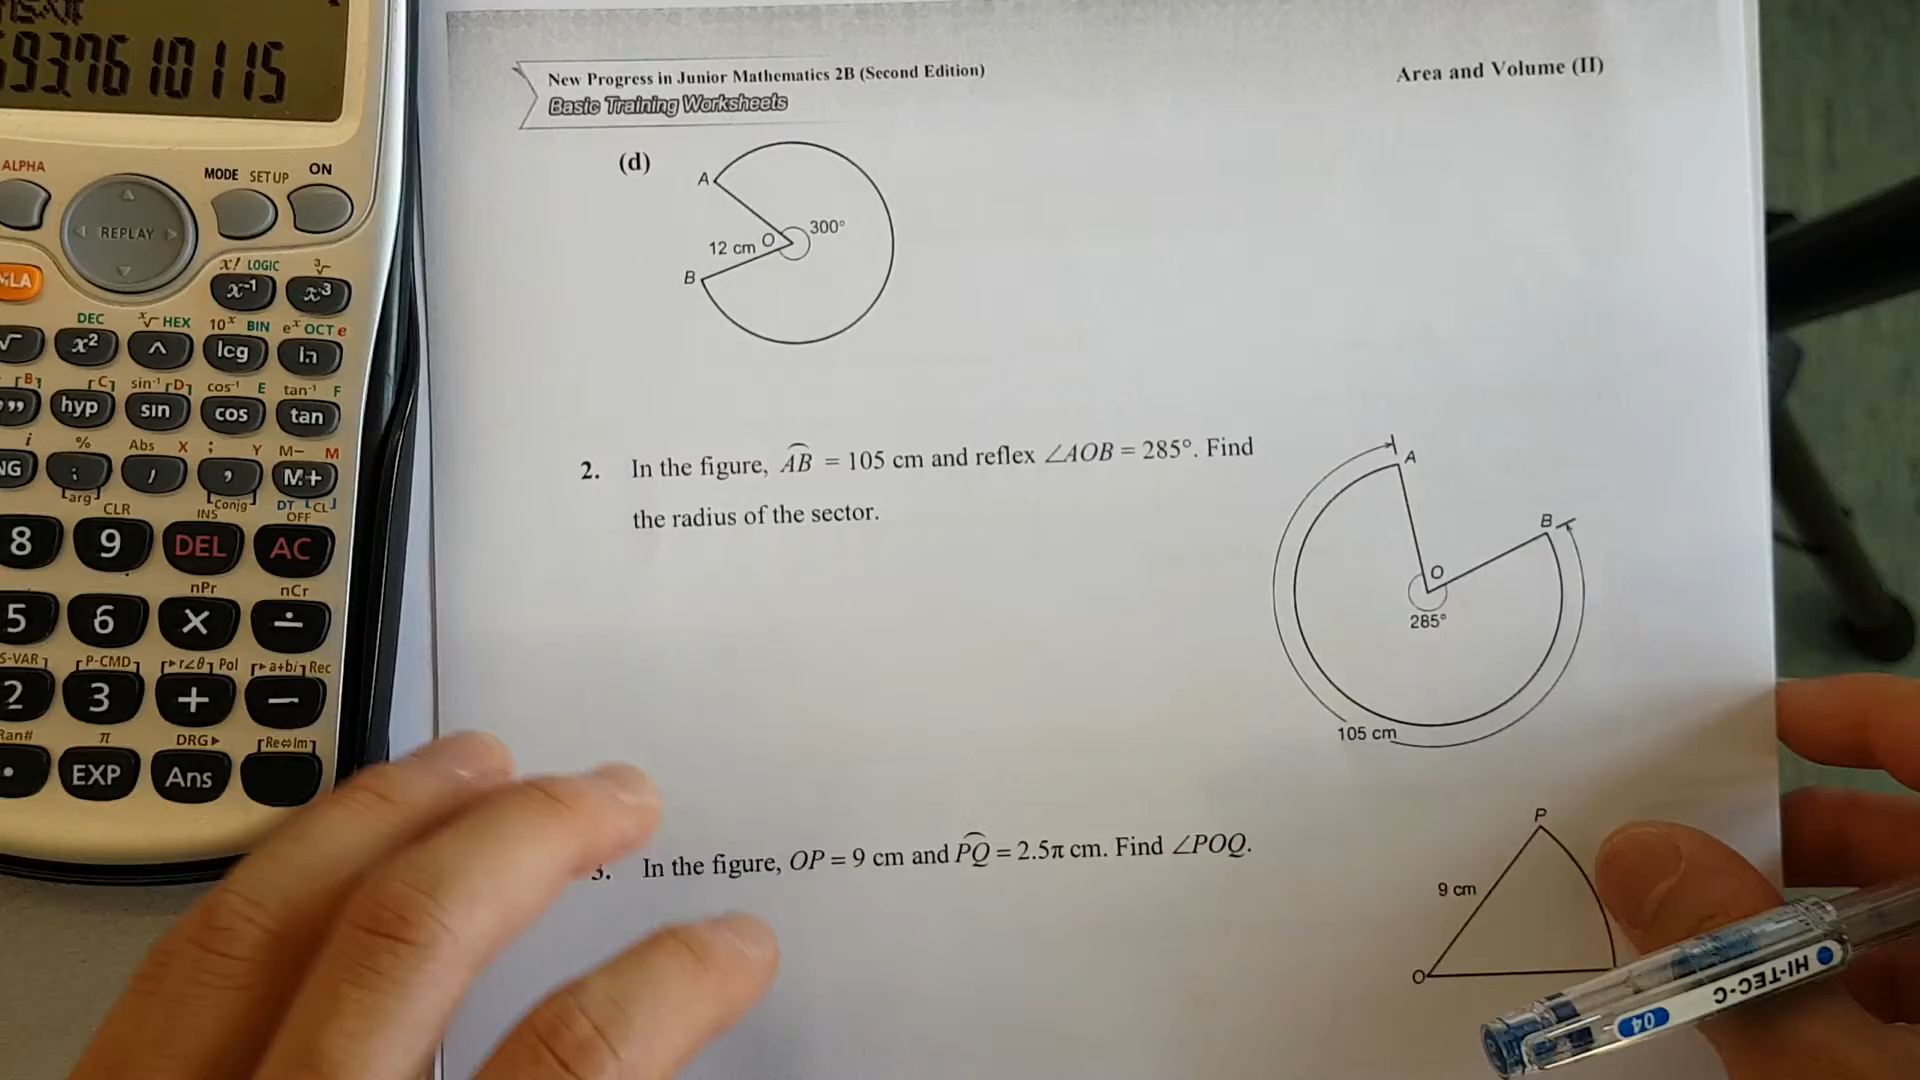 9376 10115
New Progress in Junior Mathematics 2B (Second Edition)
Area and Volume (II)
Basic Training Worksheets
(d)
A
300°
O
12 cm
B
2. In the figure, A͡B = 105 cm and reflex ∠AOB = 285°. Find
the radius of the sector.
A
B
O
285°
105 cm
3. In the figure, OP = 9 cm and P͡Q = 2.5π cm. Find ∠POQ.
P
9 cm
O
HI-TEC-C
04
ALPHA
MODE SETUP ON
REPLAY
x! LOGIC ³√
x⁻¹ x³
DEC ˣ√ HEX 10ˣ BIN eˣ OCT e
√ x² ^ log ln
B C sin⁻¹ D cos⁻¹ E tan⁻¹ F
hyp sin cos tan
i % Abs X ; Y M− M
( ) , M+
arg Conjg DT CL
CLR INS OFF
8 9 DEL AC
nPr nCr
5 6 × ÷
S-VAR P-CMD ▸r∠θ Pol ▸a+bi Rec
2 3 + −
Ran# π DRG▸ Re⇔Im
• EXP Ans